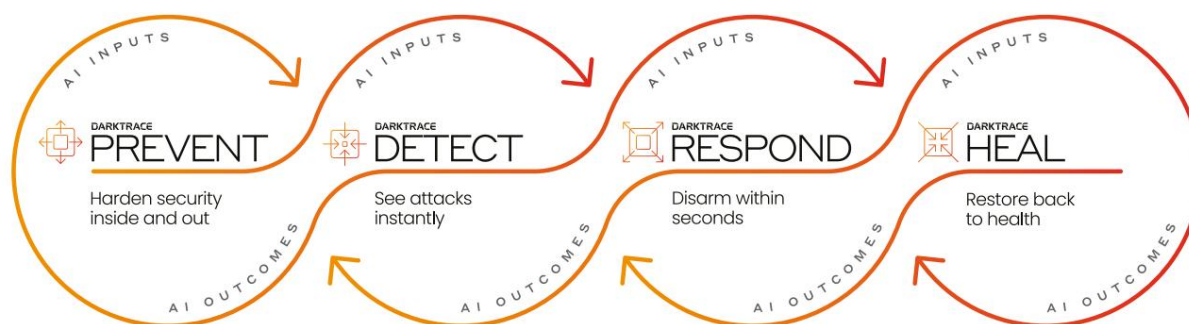 AI INPUTS
DARKTRACE
PREVENT
Harden security
inside and out
AI OUTCOMES
AI INPUTS
DARKTRACE
DETECT
See attacks
instantly
AI OUTCOMES
AI INPUTS
DARKTRACE
RESPOND
Disarm within
seconds
AI OUTCOMES
AI INPUTS
DARKTRACE
HEAL
Restore back
to health
AI OUTCOMES